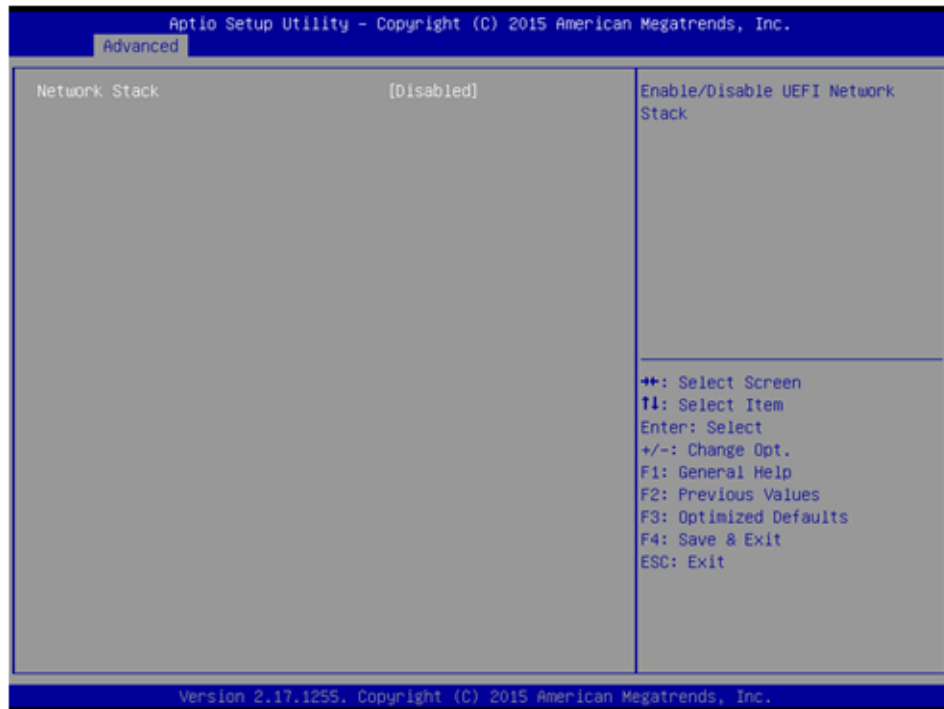 Aptio Setup Utility – Copyright (C) 2015 American Megatrends, Inc.
Advanced
Network Stack [Disabled]
Enable/Disable UEFI Network
Stack
→←: Select Screen
↑↓: Select Item
Enter: Select
+/-: Change Opt.
F1: General Help
F2: Previous Values
F3: Optimized Defaults
F4: Save & Exit
ESC: Exit
Version 2.17.1255. Copyright (C) 2015 American Megatrends, Inc.